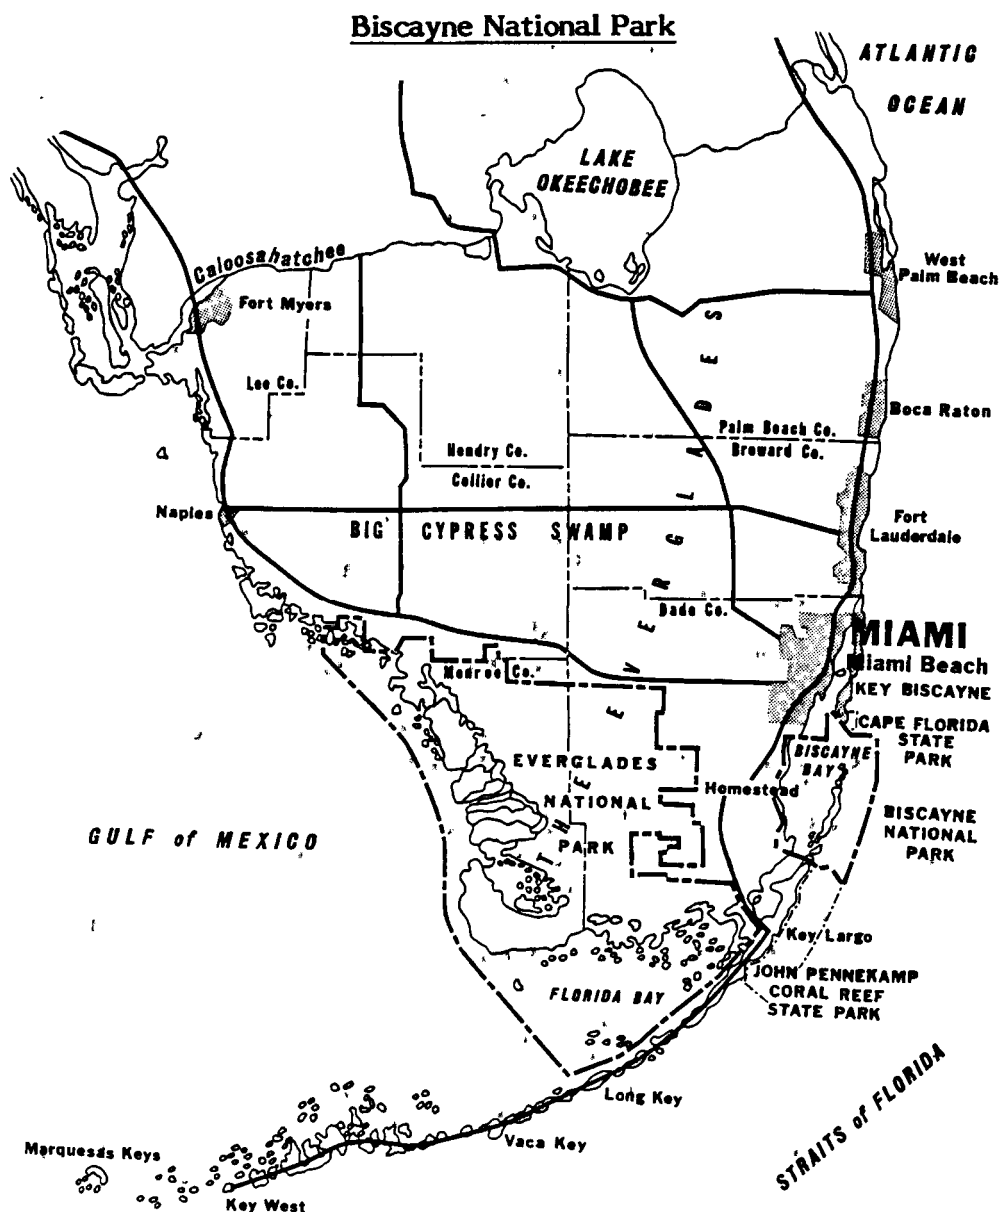 Biscayne National Park
ATLANTIC
OCEAN
LAKE
OKEECHOBEE
Caloosahatchee
West
Palm Beach
Fort Myers
Lee Co.
Boca Raton
Palm Beach Co.
Broward Co.
Hendry Co.
Collier Co.
Naples
BIG CYPRESS SWAMP
Fort
Lauderdale
Dade Co.
THE EVERGLADES
MIAMI
Miami Beach
Monroe Co.
KEY BISCAYNE
CAPE FLORIDA
STATE
PARK
BISCAYNE
BAY
EVERGLADES
NATIONAL
PARK
Homestead
BISCAYNE
NATIONAL
PARK
GULF of MEXICO
Key Largo
JOHN PENNEKAMP
CORAL REEF
STATE PARK
FLORIDA BAY
Long Key
STRAITS of FLORIDA
Vaca Key
Marquesas Keys
Key West